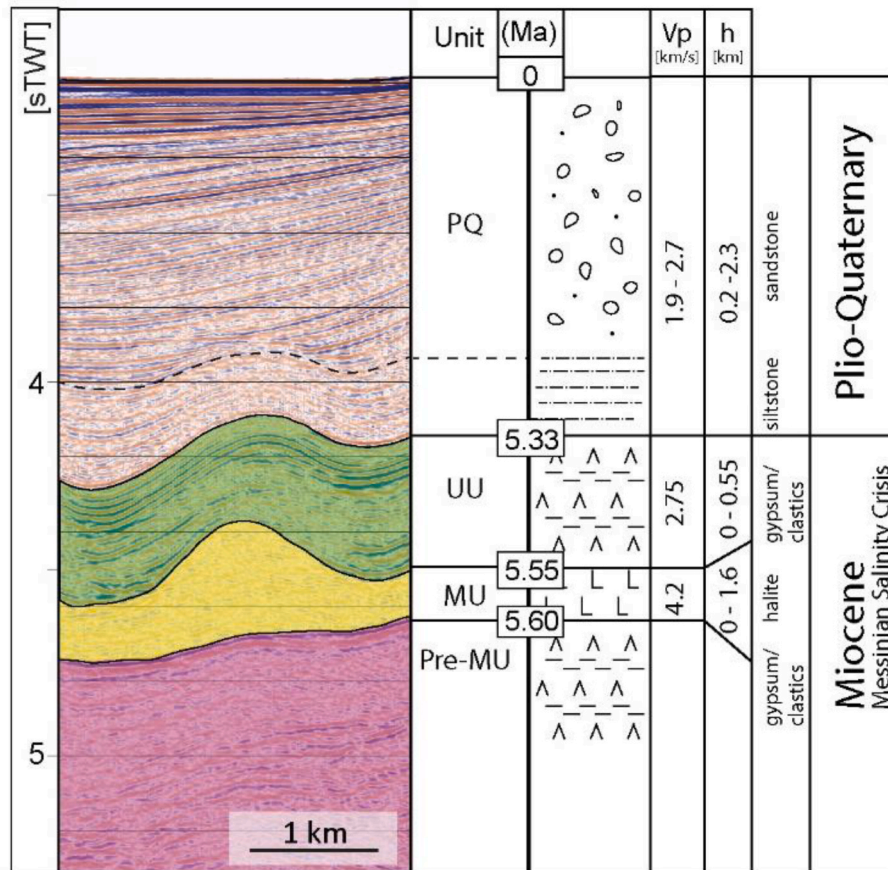 [sTWT]
Unit
(Ma)
Vp
[km/s]
h
[km]
0
PQ
1.9 - 2.7
0.2 -2.3
sandstone
siltstone
Plio-Quaternary
4
5.33
UU
2.75
0 - 0.55
gypsum/
clastics
5.55
MU
4.2
0 - 1.6
halite
5.60
Pre-MU
gypsum/
clastics
Miocene
Messinian Salinity Crisis
5
1 km